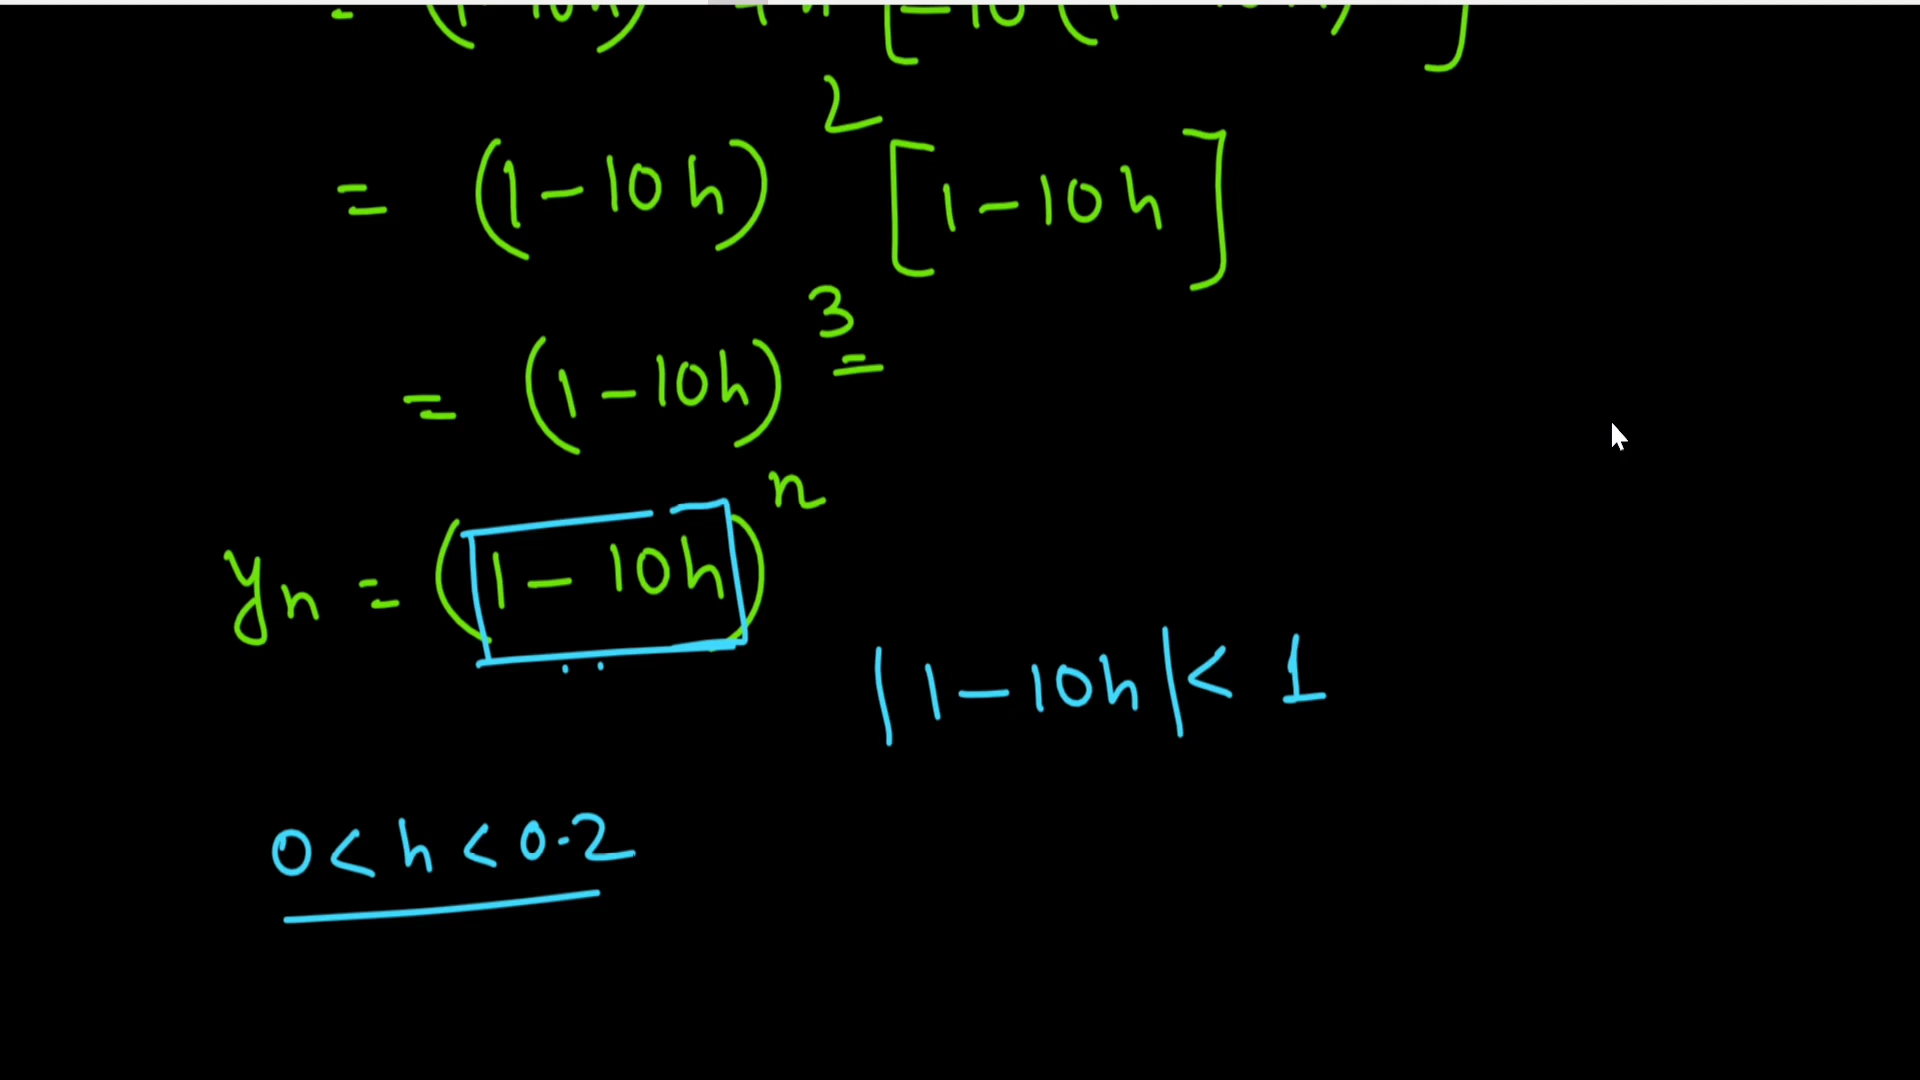 = (1-10h)² [1-10h]
= (1-10h)³
yn = (1-10h)ⁿ
|1-10h| < 1
0 < h < 0.2